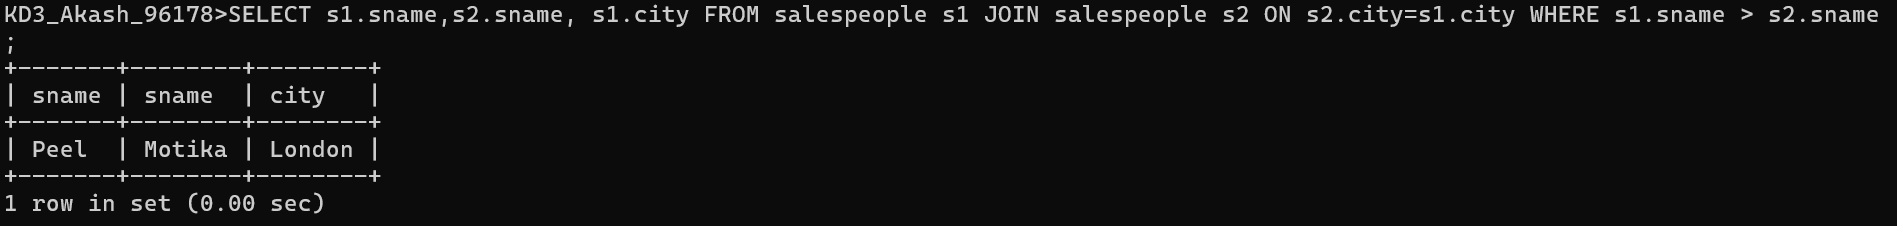 KD3_Akash_96178>SELECT s1.sname,s2.sname, s1.city FROM salespeople s1 JOIN salespeople s2 ON s2.city=s1.city WHERE s1.sname > s2.sname
;
+-------+--------+--------+
| sname | sname  | city   |
+-------+--------+--------+
| Peel  | Motika | London |
+-------+--------+--------+
1 row in set (0.00 sec)